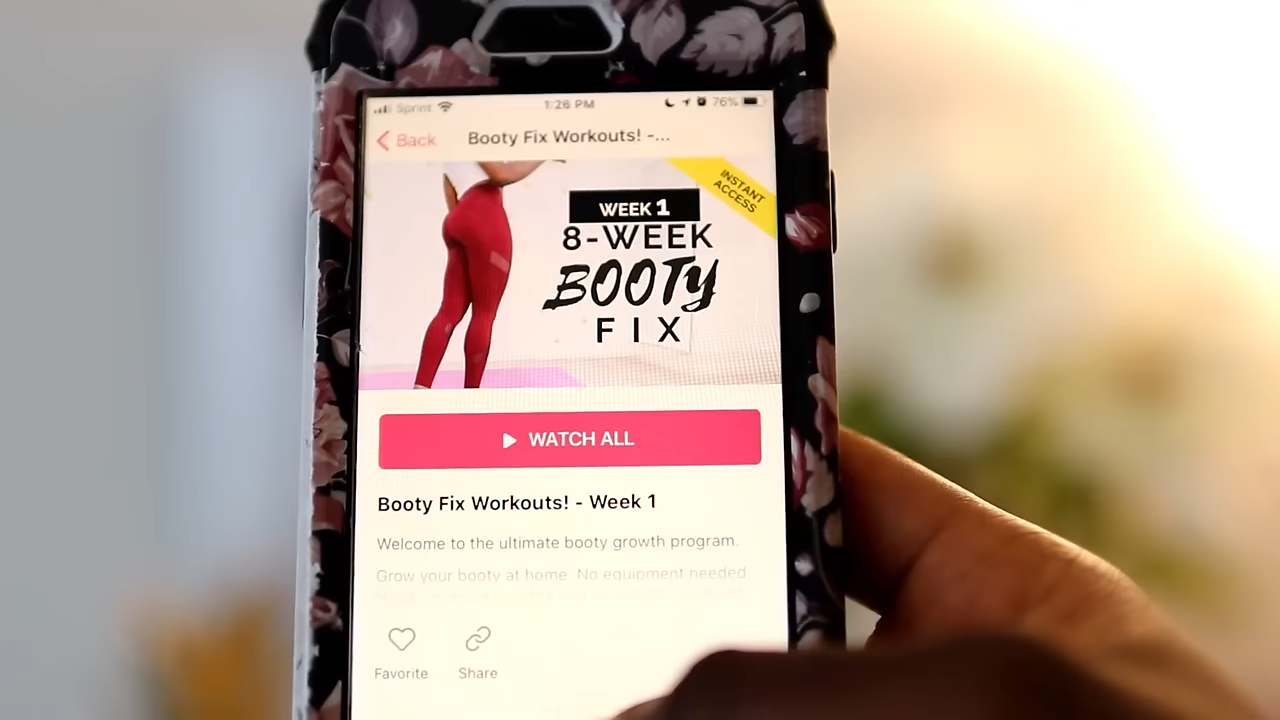 Sprint 1:26 PM 76%
Back Booty Fix Workouts! -...
INSTANT
ACCESS
WEEK 1
8-WEEK
BOOTY
FIX
WATCH ALL
Booty Fix Workouts! - Week 1
Welcome to the ultimate booty growth program.
Grow your booty at home. No equipment needed.
Favorite Share